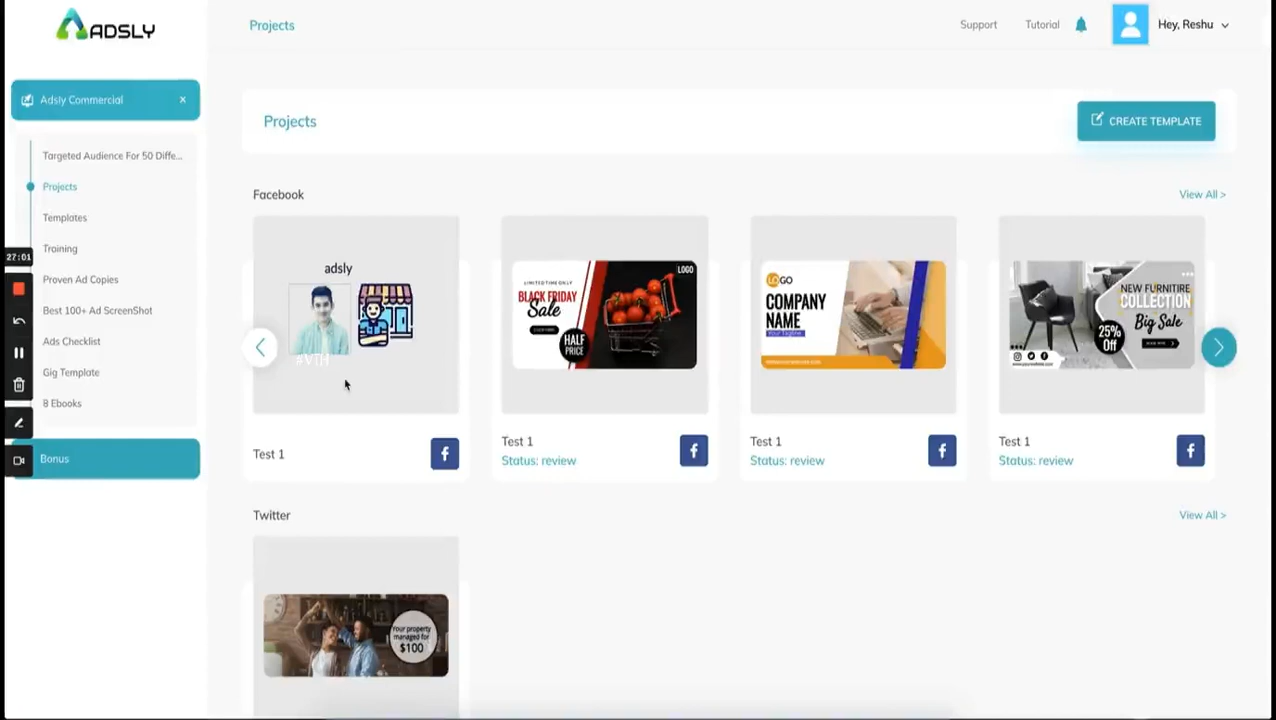 ADSLY
Projects
Support
Tutorial
Hey, Reshu
Adsly Commercial
×
Projects
CREATE TEMPLATE
Targeted Audience For 50 Diffe...
Projects
Templates
Training
Proven Ad Copies
Best 100+ Ad ScreenShot
Ads Checklist
Gig Template
8 Ebooks
Bonus
27:01
Facebook
View All >
adsly
#VTH
LIMITED TIME ONLY
BLACK FRIDAY
Sale
HALF
PRICE
LOGO
LOGO
COMPANY
NAME
NEW FURNITRE
COLLECTION
Big Sale
25%
Off
Test 1
Test 1
Status: review
Test 1
Status: review
Test 1
Status: review
Twitter
View All >
Your property
managed for
$100